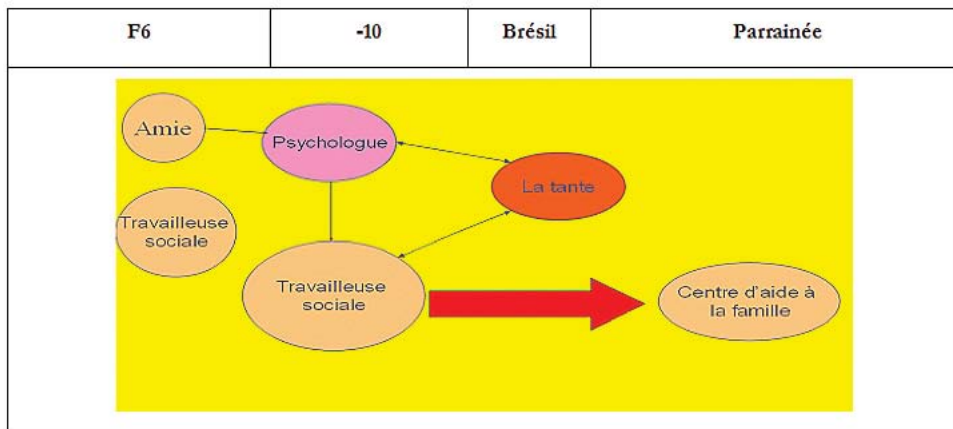 F6 -10 Brésil Parrainée
Amie
Psychologue
La tante
Travailleuse
sociale
Travailleuse
sociale
Centre d'aide à
la famille